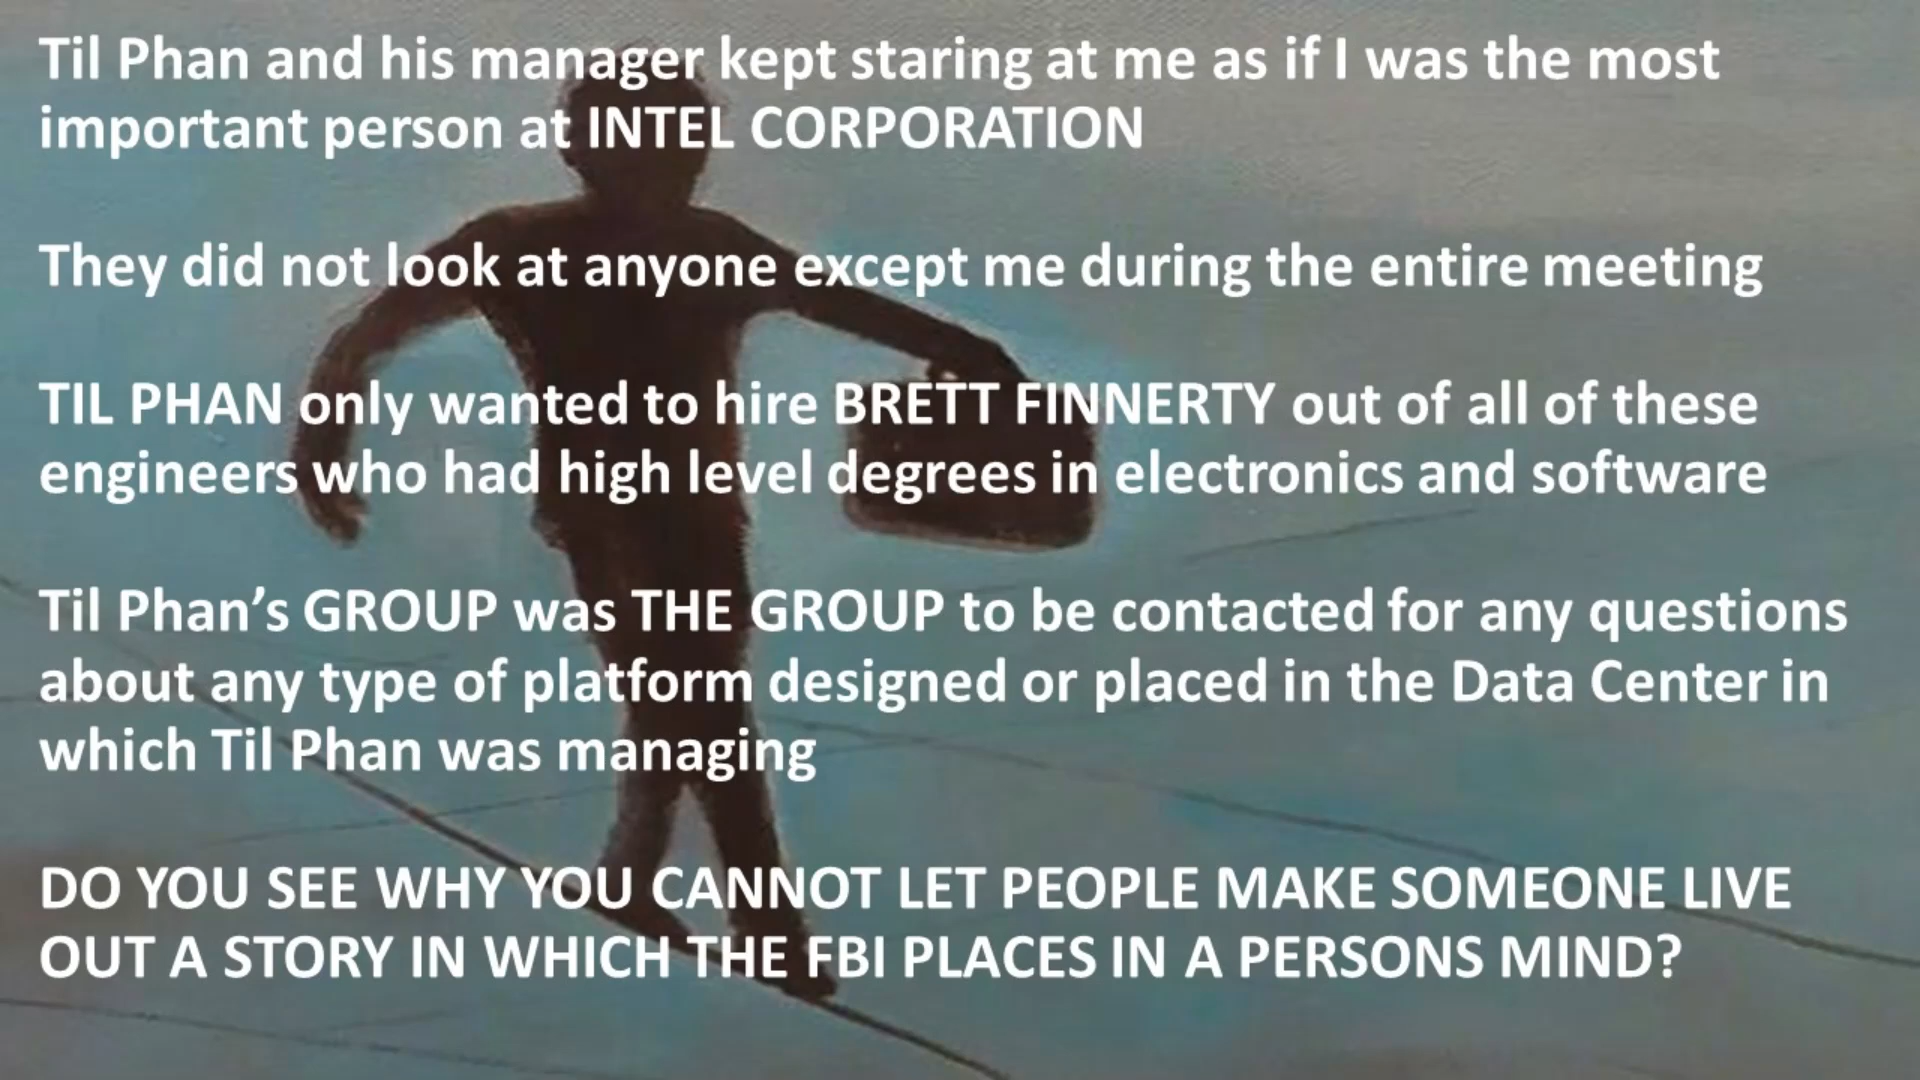 Til Phan and his manager kept staring at me as if I was the most
important person at INTEL CORPORATION
They did not look at anyone except me during the entire meeting
TIL PHAN only wanted to hire BRETT FINNERTY out of all of these
engineers who had high level degrees in electronics and software
Til Phan’s GROUP was THE GROUP to be contacted for any questions
about any type of platform designed or placed in the Data Center in
which Til Phan was managing
DO YOU SEE WHY YOU CANNOT LET PEOPLE MAKE SOMEONE LIVE
OUT A STORY IN WHICH THE FBI PLACES IN A PERSONS MIND?